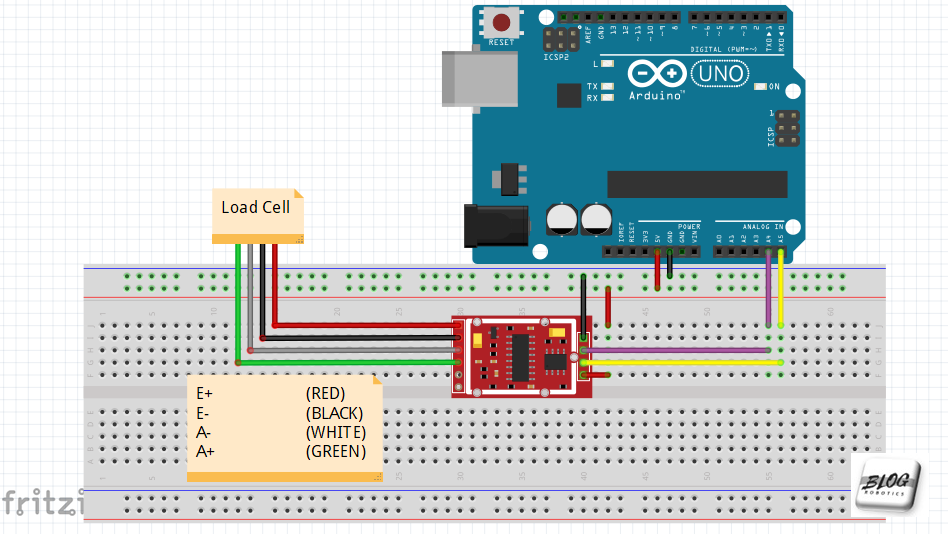 RESET
ICSP2
AREF
GND
13
12
~11
~10
~9
8
7
~6
~5
4
~3
2
TX0▶1
RX0◀0
DIGITAL (PWM=~)
L
TX
RX
Arduino™
UNO
ON
1
ICSP
Load Cell
IOREF
RESET
3V3
5V
GND
GND
VIN
POWER
A0
A1
A2
A3
A4
A5
ANALOG IN
E+ (RED)
E- (BLACK)
A- (WHITE)
A+ (GREEN)
BLOG
ROBOTICS
fritzi